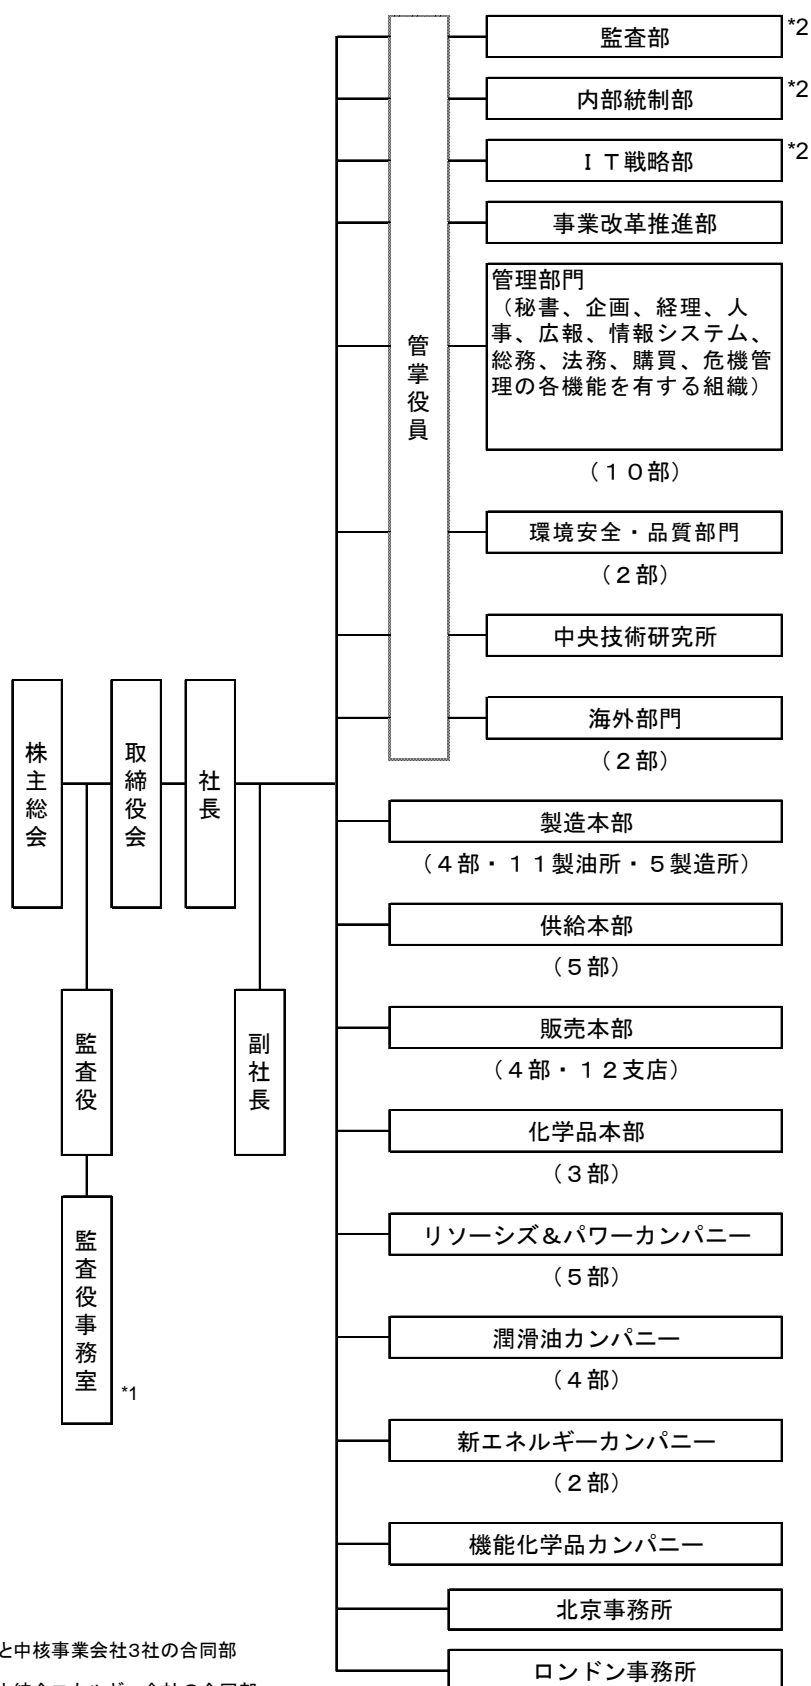 監査部 *2
内部統制部 *2
ＩＴ戦略部 *2
事業改革推進部
管理部門
（秘書、企画、経理、人
事、広報、情報システム、
総務、法務、購買、危機管
理の各機能を有する組織）
（１０部）
管掌役員
環境安全・品質部門
（２部）
中央技術研究所
海外部門
（２部）
株主総会
取締役会
社長
監査役
副社長
監査役事務室 *1
製造本部
（４部・１１製油所・５製造所）
供給本部
（５部）
販売本部
（４部・１２支店）
化学品本部
（３部）
リソーシズ＆パワーカンパニー
（５部）
潤滑油カンパニー
（４部）
新エネルギーカンパニー
（２部）
機能化学品カンパニー
北京事務所
ロンドン事務所
と中核事業会社3社の合同部